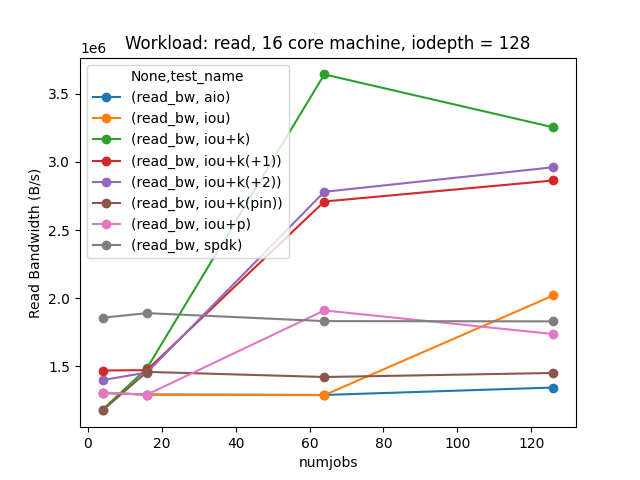 1e6
Workload: read, 16 core machine, iodepth = 128
None,test_name
(read_bw, aio)
(read_bw, iou)
(read_bw, iou+k)
(read_bw, iou+k(+1))
(read_bw, iou+k(+2))
(read_bw, iou+k(pin))
(read_bw, iou+p)
(read_bw, spdk)
3.5
3.0
2.5
2.0
1.5
Read Bandwidth (B/s)
0 20 40 60 80 100 120
numjobs